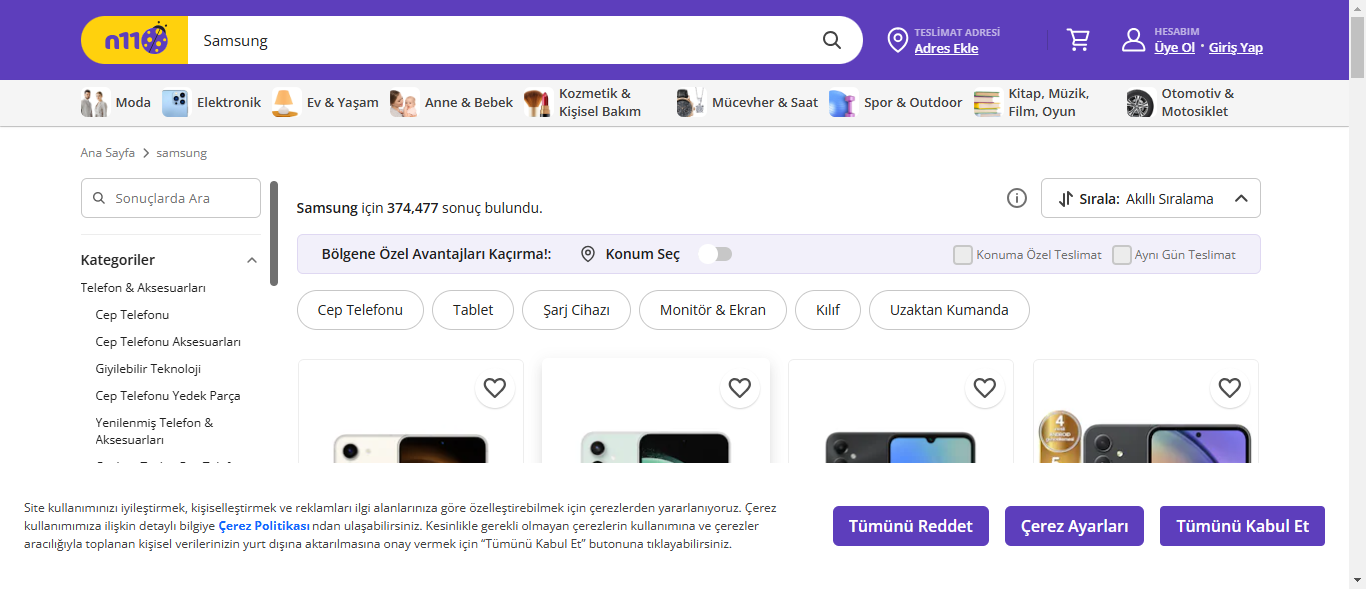 n11
Samsung
TESLİMAT ADRESİ
Adres Ekle
HESABIM
Üye Ol · Giriş Yap
Moda
Elektronik
Ev & Yaşam
Anne & Bebek
Kozmetik &
Kişisel Bakım
Mücevher & Saat
Spor & Outdoor
Kitap, Müzik,
Film, Oyun
Otomotiv &
Motosiklet
Ana Sayfa > samsung
Sonuçlarda Ara
Samsung için 374,477 sonuç bulundu.
Sırala: Akıllı Sıralama
Bölgene Özel Avantajları Kaçırma!:
Konum Seç
Konuma Özel Teslimat
Aynı Gün Teslimat
Kategoriler
Telefon & Aksesuarları
Cep Telefonu
Cep Telefonu Aksesuarları
Giyilebilir Teknoloji
Cep Telefonu Yedek Parça
Yenilenmiş Telefon &
Aksesuarları
Cep Telefonu
Tablet
Şarj Cihazı
Monitör & Ekran
Kılıf
Uzaktan Kumanda
4
5
Site kullanımınızı iyileştirmek, kişiselleştirmek ve reklamları ilgi alanlarınıza göre özelleştirebilmek için çerezlerden yararlanıyoruz. Çerez
kullanımımıza ilişkin detaylı bilgiye Çerez Politikası ndan ulaşabilirsiniz. Kesinlikle gerekli olmayan çerezlerin kullanımına ve çerezler
aracılığıyla toplanan kişisel verilerinizin yurt dışına aktarılmasına onay vermek için “Tümünü Kabul Et” butonuna tıklayabilirsiniz.
Tümünü Reddet
Çerez Ayarları
Tümünü Kabul Et